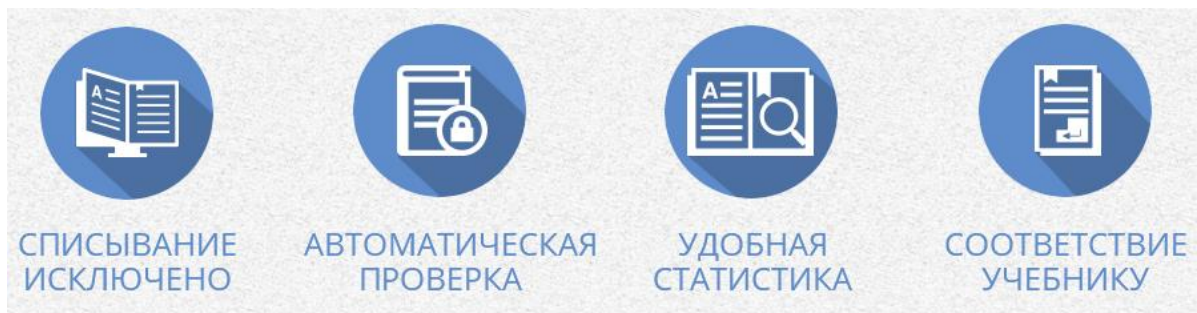 СПИСЫВАНИЕ
ИСКЛЮЧЕНО
АВТОМАТИЧЕСКАЯ
ПРОВЕРКА
УДОБНАЯ
СТАТИСТИКА
СООТВЕТСТВИЕ
УЧЕБНИКУ